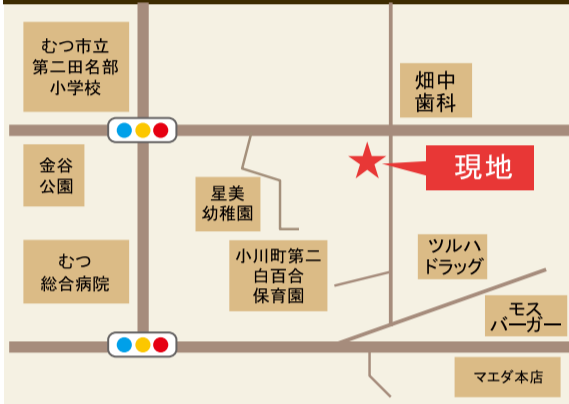 むつ市立
第二田名部
小学校
畑中
歯科
金谷
公園
現地
星美
幼稚園
むつ
総合病院
小川町第二
白百合
保育園
ツルハ
ドラッグ
モス
バーガー
マエダ本店